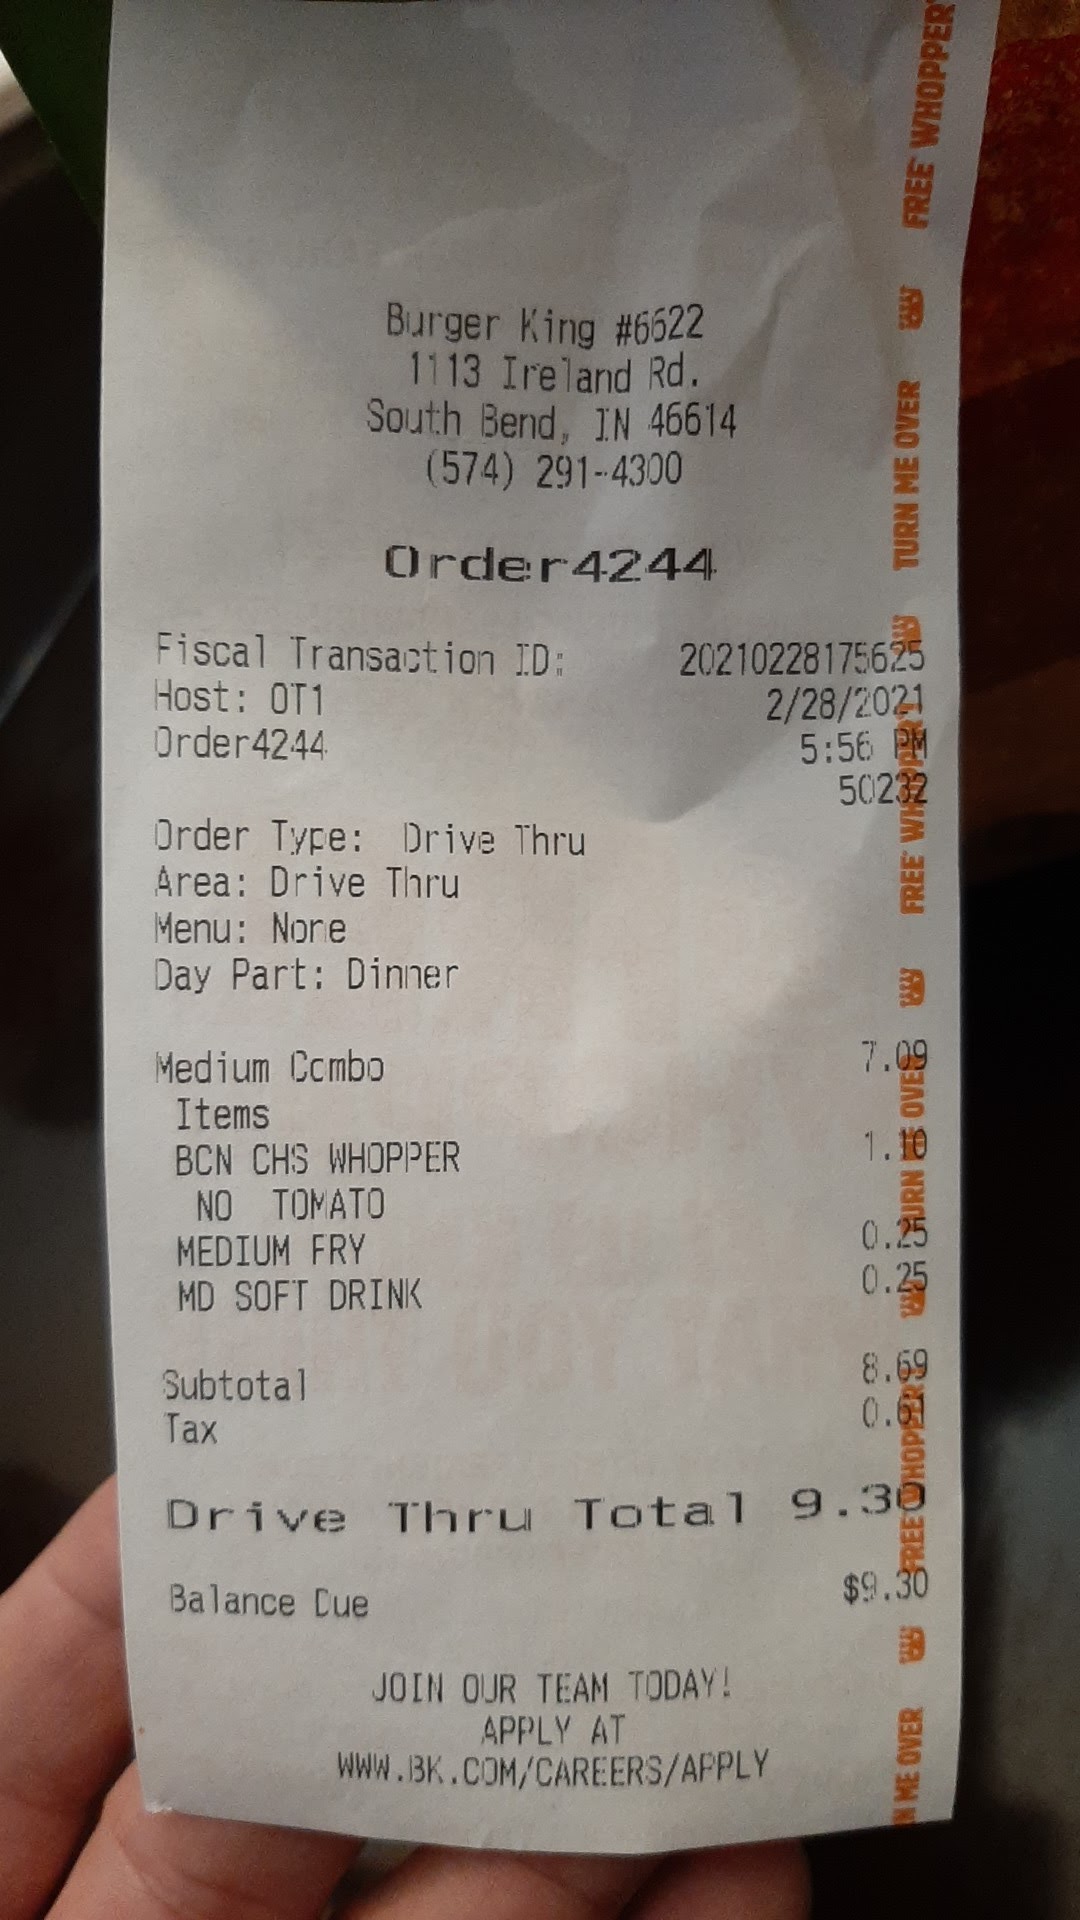 Burger King #6622
1113 Ireland Rd.
South Bend, IN 46614
(574) 291-4300
Order4244
Fiscal Transaction ID: 20210228175625
Host: OT1 2/28/2021
Order4244 5:56 PM
50232
Order Type: Drive Thru
Area: Drive Thru
Menu: None
Day Part: Dinner
Medium Combo 7.09
Items
BCN CHS WHOPPER 1.10
NO TOMATO
MEDIUM FRY 0.25
MD SOFT DRINK 0.25
Subtotal 8.69
Tax 0.61
Drive Thru Total 9.30
Balance Due $9.30
JOIN OUR TEAM TODAY!
APPLY AT
WWW.BK.COM/CAREERS/APPLY
N ME OVER
FREE WHOPPER
TURN ME OVER
FREE WHOPPER
TURN ME OVER
FREE WHOPPER